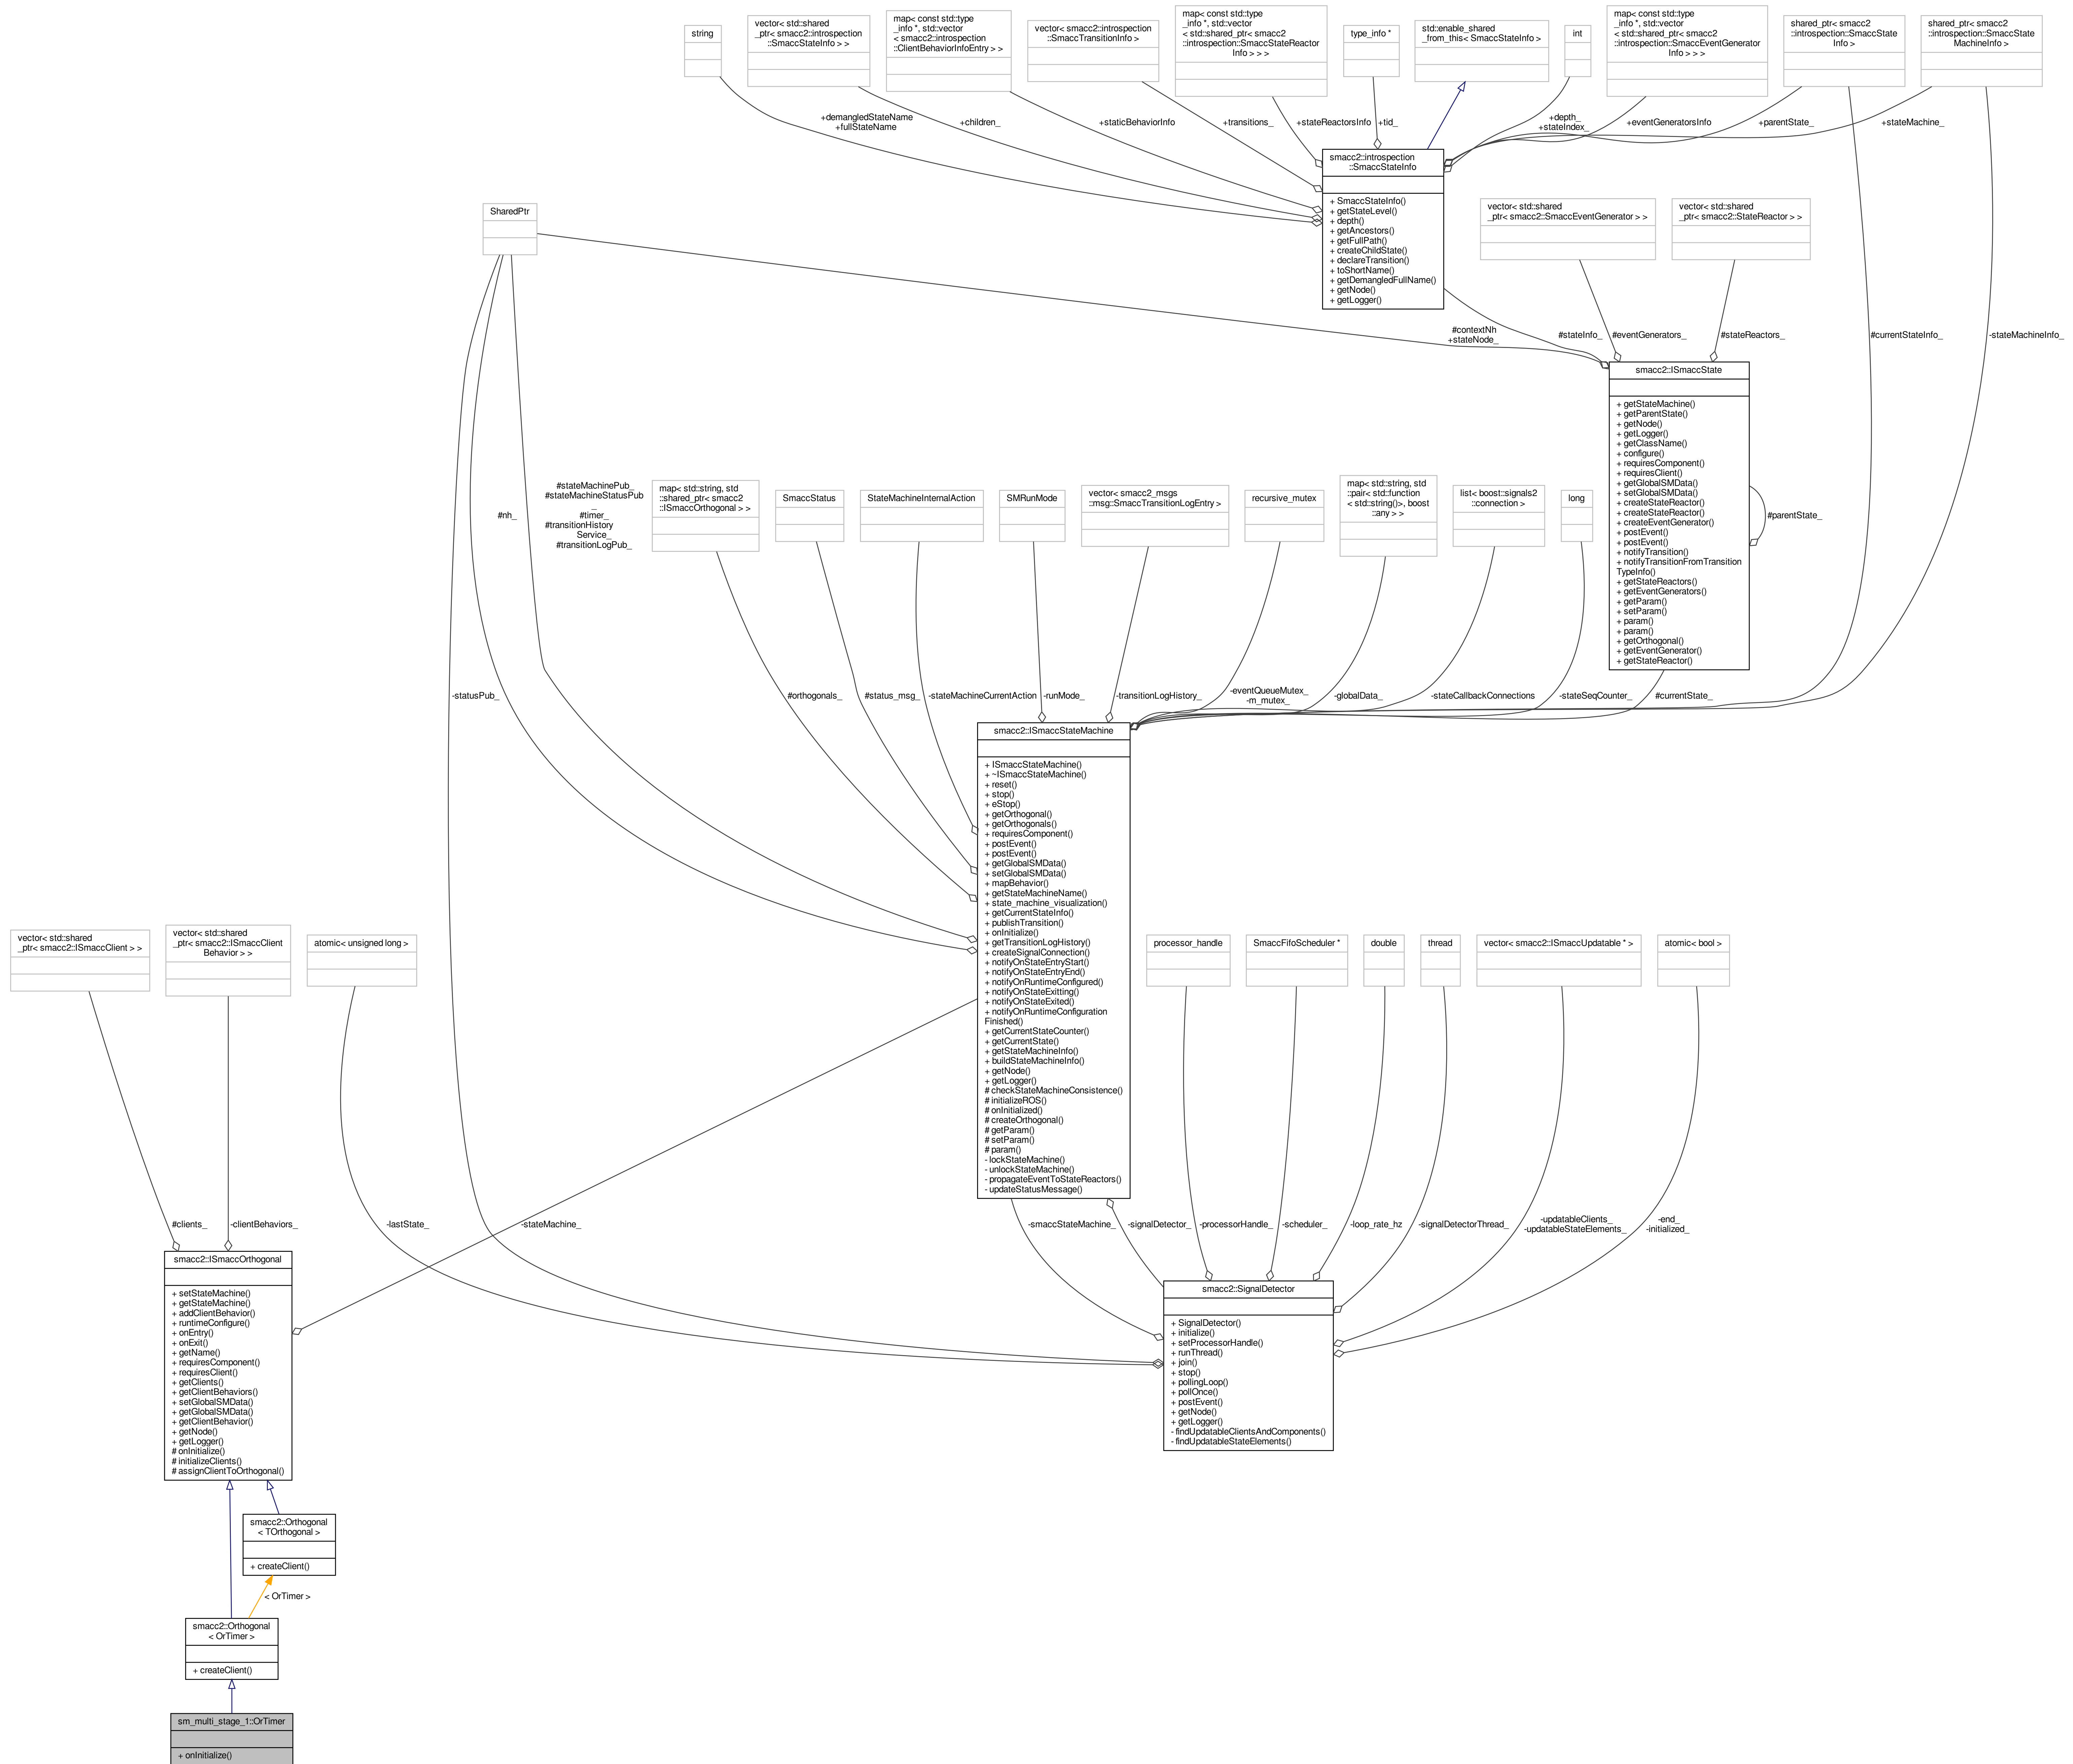 string
vector< std::shared
_ptr< smacc2::introspection
::SmaccStateInfo > >
map< const std::type
_info *, std::vector
< smacc2::introspection
::ClientBehaviorInfoEntry > >
vector< smacc2::introspection
::SmaccTransitionInfo >
map< const std::type
_info *, std::vector
< std::shared_ptr< smacc2
::introspection::SmaccStateReactor
Info > > >
type_info *
std::enable_shared
_from_this< SmaccStateInfo >
int
map< const std::type
_info *, std::vector
< std::shared_ptr< smacc2
::introspection::SmaccEventGenerator
Info > > >
shared_ptr< smacc2
::introspection::SmaccState
Info >
shared_ptr< smacc2
::introspection::SmaccState
MachineInfo >
+demangledStateName
+fullStateName
+children_
+staticBehaviorInfo
+transitions_
+stateReactorsInfo
+tid_
+depth_
+stateIndex_
+eventGeneratorsInfo
+parentState_
+stateMachine_
smacc2::introspection
::SmaccStateInfo
+ SmaccStateInfo()
+ getStateLevel()
+ depth()
+ getAncestors()
+ getFullPath()
+ createChildState()
+ declareTransition()
+ toShortName()
+ getDemangledFullName()
+ getNode()
+ getLogger()
SharedPtr
vector< std::shared
_ptr< smacc2::SmaccEventGenerator > >
vector< std::shared
_ptr< smacc2::StateReactor > >
#contextNh
+stateNode_
#stateInfo_
#eventGenerators_
#stateReactors_
#currentStateInfo_
-stateMachineInfo_
smacc2::ISmaccState
+ getStateMachine()
+ getParentState()
+ getNode()
+ getLogger()
+ getClassName()
+ configure()
+ requiresComponent()
+ requiresClient()
+ getGlobalSMData()
+ setGlobalSMData()
+ createStateReactor()
+ createStateReactor()
+ createEventGenerator()
+ postEvent()
+ postEvent()
+ notifyTransition()
+ notifyTransitionFromTransition
TypeInfo()
+ getStateReactors()
+ getEventGenerators()
+ getParam()
+ setParam()
+ param()
+ param()
+ getOrthogonal()
+ getEventGenerator()
+ getStateReactor()
#parentState_
#nh_
#stateMachinePub_
#stateMachineStatusPub
_
#timer_
#transitionHistory
Service_
#transitionLogPub_
map< std::string, std
::shared_ptr< smacc2
::ISmaccOrthogonal > >
SmaccStatus
StateMachineInternalAction
SMRunMode
vector< smacc2_msgs
::msg::SmaccTransitionLogEntry >
recursive_mutex
map< std::string, std
::pair< std::function
< std::string()>, boost
::any > >
list< boost::signals2
::connection >
long
-statusPub_
#orthogonals_
#status_msg_
-stateMachineCurrentAction
-runMode_
-transitionLogHistory_
-eventQueueMutex_
-m_mutex_
-globalData_
-stateCallbackConnections
-stateSeqCounter_
#currentState_
smacc2::ISmaccStateMachine
+ ISmaccStateMachine()
+ ~ISmaccStateMachine()
+ reset()
+ stop()
+ eStop()
+ getOrthogonal()
+ getOrthogonals()
+ requiresComponent()
+ postEvent()
+ postEvent()
+ getGlobalSMData()
+ setGlobalSMData()
+ mapBehavior()
+ getStateMachineName()
+ state_machine_visualization()
+ getCurrentStateInfo()
+ publishTransition()
+ onInitialize()
+ getTransitionLogHistory()
+ createSignalConnection()
+ notifyOnStateEntryStart()
+ notifyOnStateEntryEnd()
+ notifyOnRuntimeConfigured()
+ notifyOnStateExitting()
+ notifyOnStateExited()
+ notifyOnRuntimeConfiguration
Finished()
+ getCurrentStateCounter()
+ getCurrentState()
+ getStateMachineInfo()
+ buildStateMachineInfo()
+ getNode()
+ getLogger()
# checkStateMachineConsistence()
# initializeROS()
# onInitialized()
# createOrthogonal()
# getParam()
# setParam()
# param()
- lockStateMachine()
- unlockStateMachine()
- propagateEventToStateReactors()
- updateStatusMessage()
vector< std::shared
_ptr< smacc2::ISmaccClient > >
vector< std::shared
_ptr< smacc2::ISmaccClient
Behavior > >
atomic< unsigned long >
processor_handle
SmaccFifoScheduler *
double
thread
vector< smacc2::ISmaccUpdatable * >
atomic< bool >
#clients_
-clientBehaviors_
-lastState_
-stateMachine_
-smaccStateMachine_
-signalDetector_
-processorHandle_
-scheduler_
-loop_rate_hz
-signalDetectorThread_
-updatableClients_
-updatableStateElements_
-end_
-initialized_
smacc2::ISmaccOrthogonal
+ setStateMachine()
+ getStateMachine()
+ addClientBehavior()
+ runtimeConfigure()
+ onEntry()
+ onExit()
+ getName()
+ requiresComponent()
+ requiresClient()
+ getClients()
+ getClientBehaviors()
+ setGlobalSMData()
+ getGlobalSMData()
+ getClientBehavior()
+ getNode()
+ getLogger()
# onInitialize()
# initializeClients()
# assignClientToOrthogonal()
smacc2::SignalDetector
+ SignalDetector()
+ initialize()
+ setProcessorHandle()
+ runThread()
+ join()
+ stop()
+ pollingLoop()
+ pollOnce()
+ postEvent()
+ getNode()
+ getLogger()
- findUpdatableClientsAndComponents()
- findUpdatableStateElements()
smacc2::Orthogonal
< TOrthogonal >
+ createClient()
< OrTimer >
smacc2::Orthogonal
< OrTimer >
+ createClient()
sm_multi_stage_1::OrTimer
+ onInitialize()